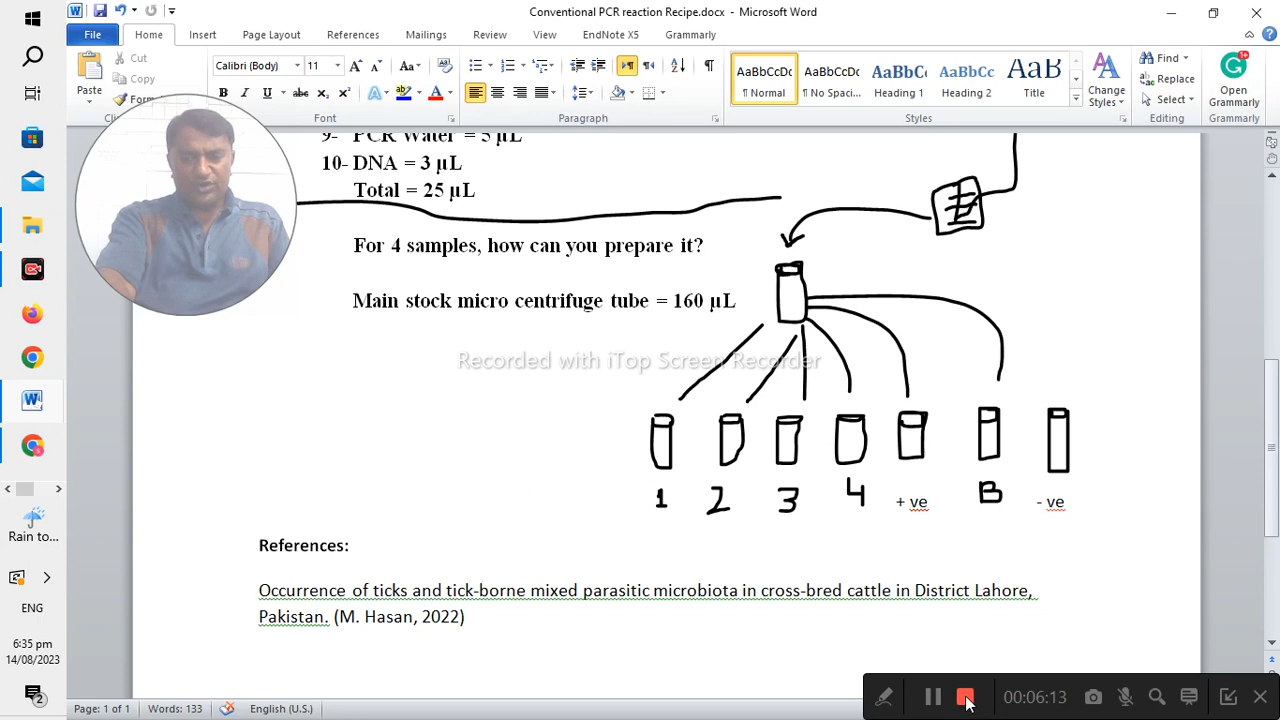 Conventional PCR reaction Recipe.docx - Microsoft Word
File Home Insert Page Layout References Mailings Review View EndNote X5 Grammarly
Paste Cut Copy
Calibri (Body) 11
Font Paragraph Styles Editing Grammarly
AaBbCcDc ¶ Normal
AaBbCcDc ¶ No Spaci...
AaBbCc Heading 1
AaBbCc Heading 2
AaB Title
Change Styles
Find
Replace
Select
Open Grammarly
9- PCR Water = 5 µL
10- DNA = 3 µL
Total = 25 µL
For 4 samples, how can you prepare it?
Main stock micro centrifuge tube = 160 µL
Recorded with iTop Screen Recorder
1 2 3 4 + ve B - ve
References:
Occurrence of ticks and tick-borne mixed parasitic microbiota in cross-bred cattle in District Lahore,
Pakistan. (M. Hasan, 2022)
Rain to...
ENG
6:35 pm
14/08/2023
2
Page: 1 of 1 Words: 133 English (U.S.)
00:06:13